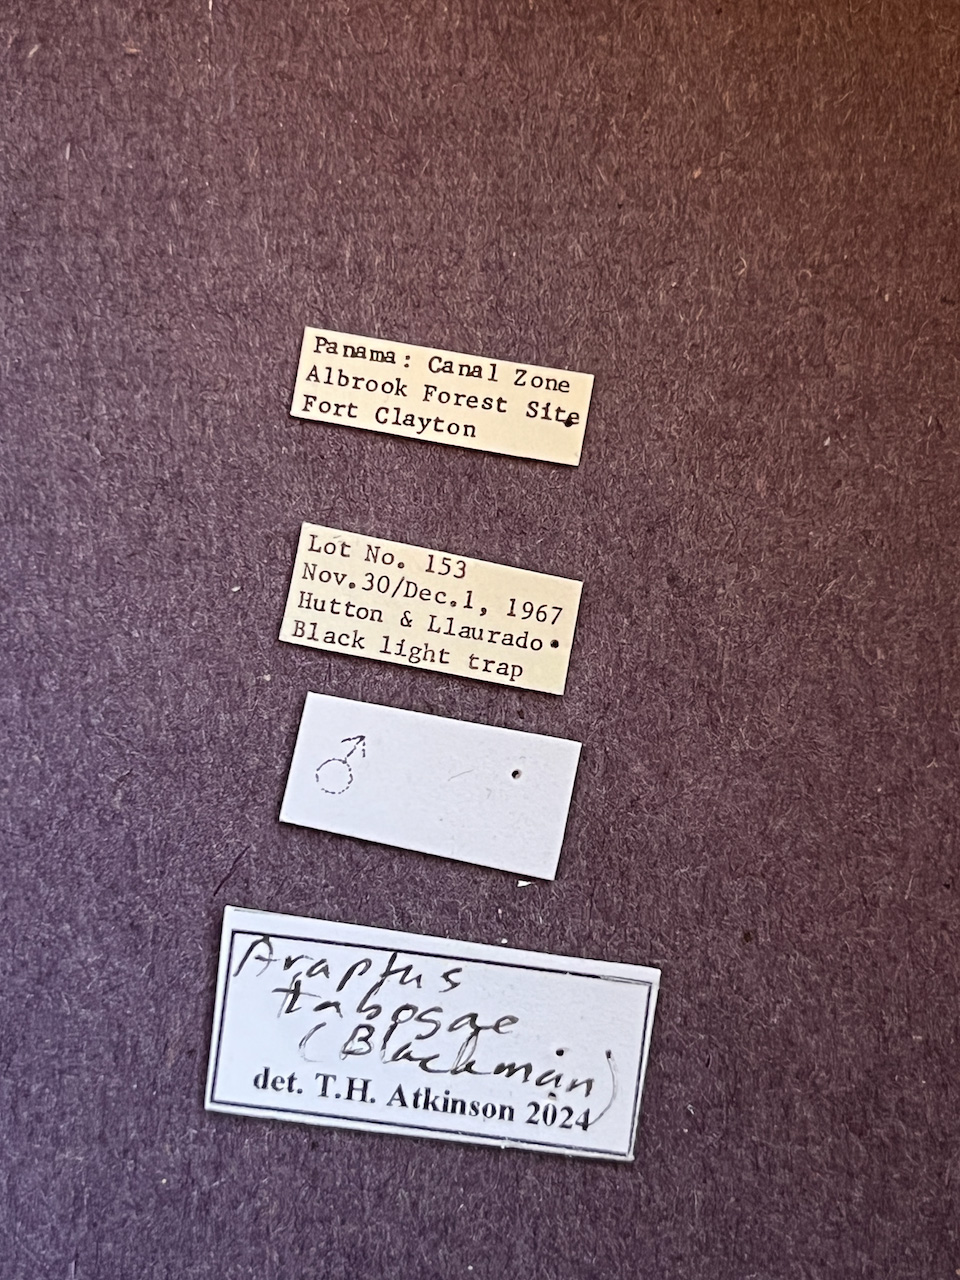 Panama: Canal Zone
Albrook Forest Site
Fort Clayton
Lot No. 153
Nov.30/Dec.1, 1967
Hutton & Llaurado
Black light trap
♂
Araptus
tabogae
(Blackman)
det. T.H. Atkinson 2024